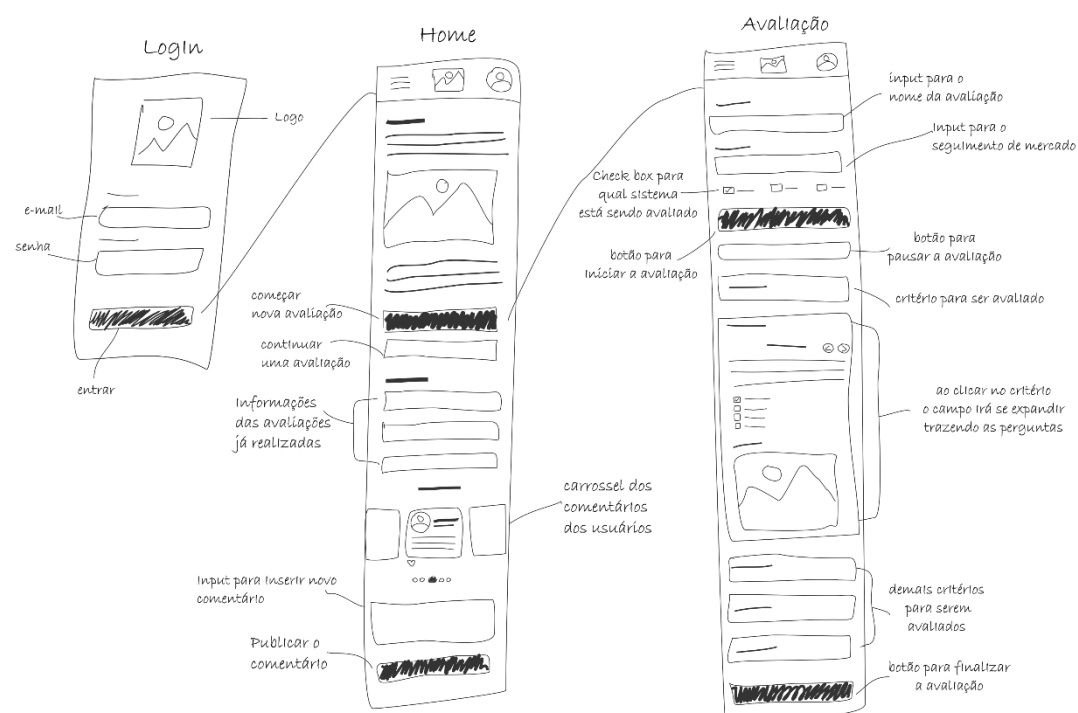 Login
Logo
e-mail
senha
entrar
Home
começar
nova avaliação
continuar
uma avaliação
Informações
das avaliações
já realizadas
carrossel dos
comentários
dos usuários
Input para Inserir novo
comentário
Publicar o
comentário
Avaliação
input para o
nome da avaliação
Input para o
seguimento de mercado
Check box para
qual sistema
está sendo avaliado
botão para
Iniciar a avaliação
botão para
pausar a avaliação
critério para ser avaliado
ao clicar no critério
o campo irá se expandir
trazendo as perguntas
demais critérios
para serem
avaliados
botão para finalizar
a avaliação